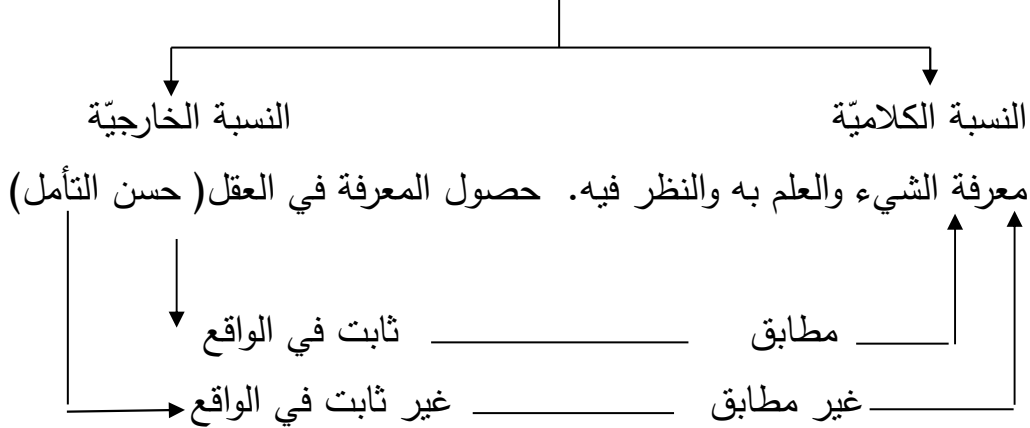 النسبة الكلاميّة النسبة الخارجيّة
معرفة الشيء والعلم به والنظر فيه. حصول المعرفة في العقل( حسن التأمل)
مطابق ثابت في الواقع
غير مطابق غير ثابت في الواقع